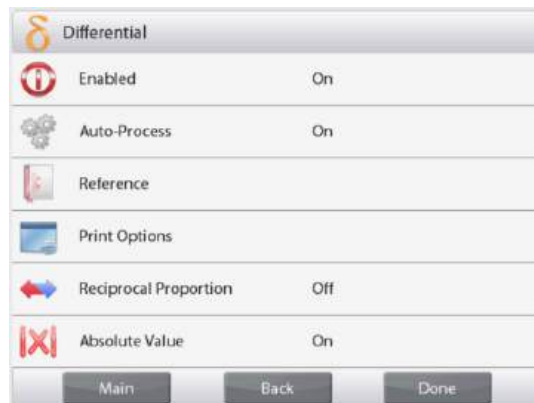 δ Differential
Enabled On
Auto-Process On
Reference
Print Options
Reciprocal Proportion Off
|X| Absolute Value On
Main Back Done